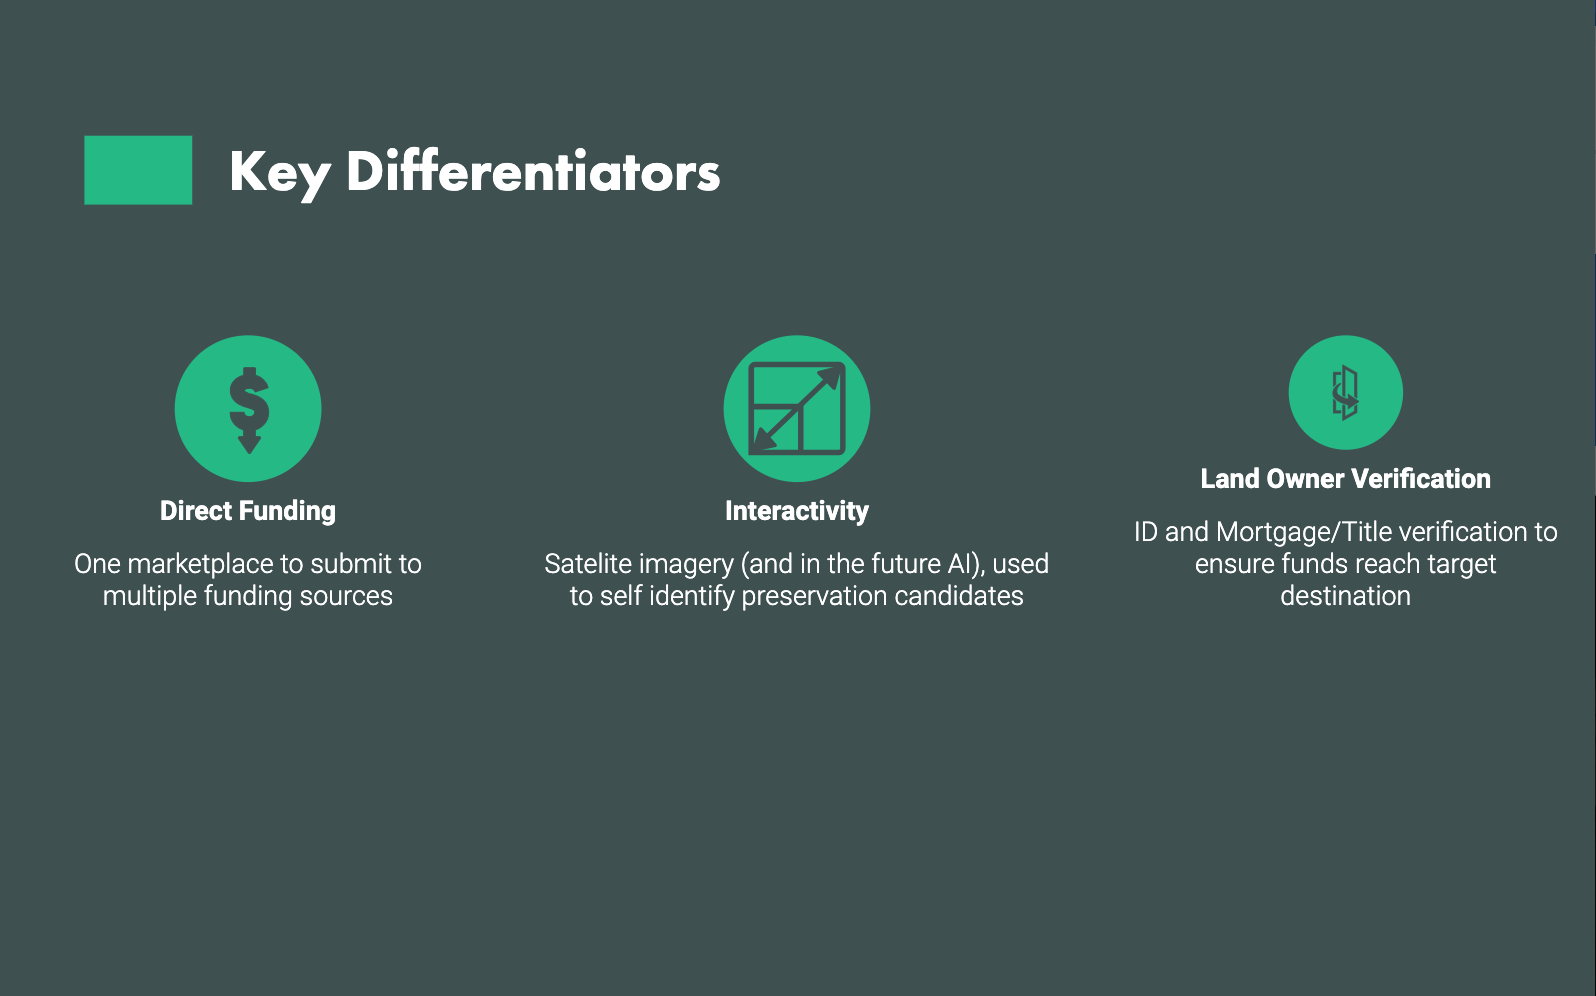 Key Differentiators
Direct Funding
One marketplace to submit to
multiple funding sources
Interactivity
Satelite imagery (and in the future AI), used
to self identify preservation candidates
Land Owner Verification
ID and Mortgage/Title verification to
ensure funds reach target
destination